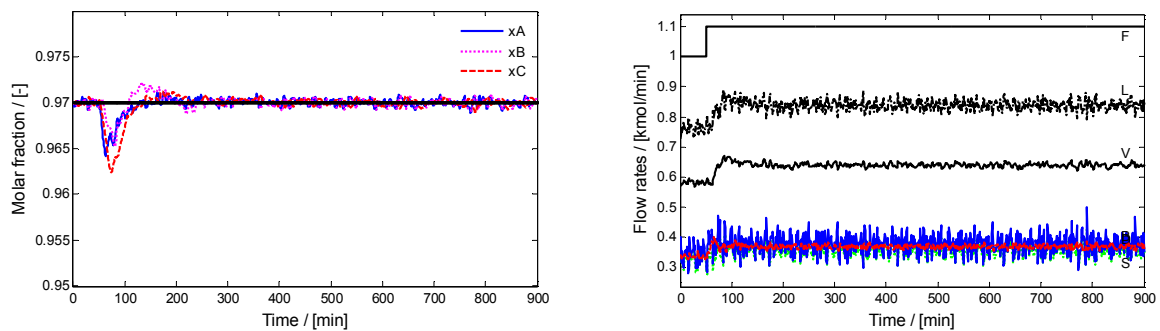 0.975
0.97
0.965
0.96
0.955
0.95
Molar fraction / [-]
xA
xB
xC
0 100 200 300 400 500 600 700 800 900
Time / [min]
1.1
1
0.9
0.8
0.7
0.6
0.5
0.4
0.3
Flow rates / [kmol/min]
F
L
V
S
0 100 200 300 400 500 600 700 800 900
Time / [min]